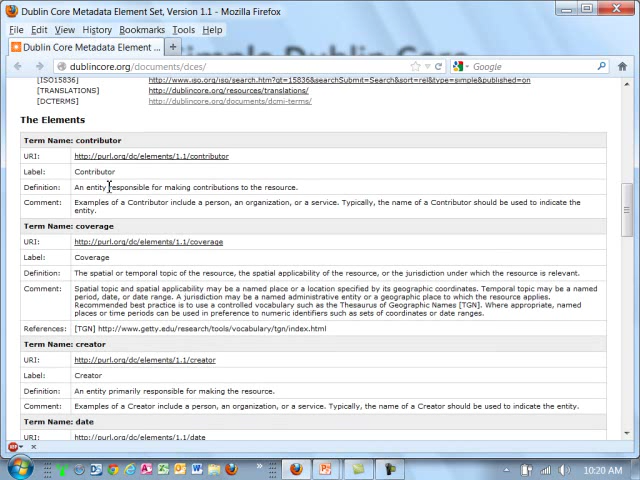 Dublin Core Metadata Element Set, Version 1.1 - Mozilla Firefox
File Edit View History Bookmarks Tools Help
Dublin Core Metadata Element ...
dublincore.org/documents/dces/
Google
[ISO15836] http://www.iso.org/iso/search.htm?qt=15836&searchSubmit=Search&sort=rel&type=simple&published=on
[TRANSLATIONS] http://dublincore.org/resources/translations/
[DCTERMS] http://dublincore.org/documents/dcmi-terms/
The Elements
Term Name: contributor
URI: http://purl.org/dc/elements/1.1/contributor
Label: Contributor
Definition: An entity responsible for making contributions to the resource.
Comment: Examples of a Contributor include a person, an organization, or a service. Typically, the name of a Contributor should be used to indicate the
entity.
Term Name: coverage
URI: http://purl.org/dc/elements/1.1/coverage
Label: Coverage
Definition: The spatial or temporal topic of the resource, the spatial applicability of the resource, or the jurisdiction under which the resource is relevant.
Comment: Spatial topic and spatial applicability may be a named place or a location specified by its geographic coordinates. Temporal topic may be a named
period, date, or date range. A jurisdiction may be a named administrative entity or a geographic place to which the resource applies.
Recommended best practice is to use a controlled vocabulary such as the Thesaurus of Geographic Names [TGN]. Where appropriate, named
places or time periods can be used in preference to numeric identifiers such as sets of coordinates or date ranges.
References: [TGN] http://www.getty.edu/research/tools/vocabulary/tgn/index.html
Term Name: creator
URI: http://purl.org/dc/elements/1.1/creator
Label: Creator
Definition: An entity primarily responsible for making the resource.
Comment: Examples of a Creator include a person, an organization, or a service. Typically, the name of a Creator should be used to indicate the entity.
Term Name: date
URI: http://purl.org/dc/elements/1.1/date
10:20 AM